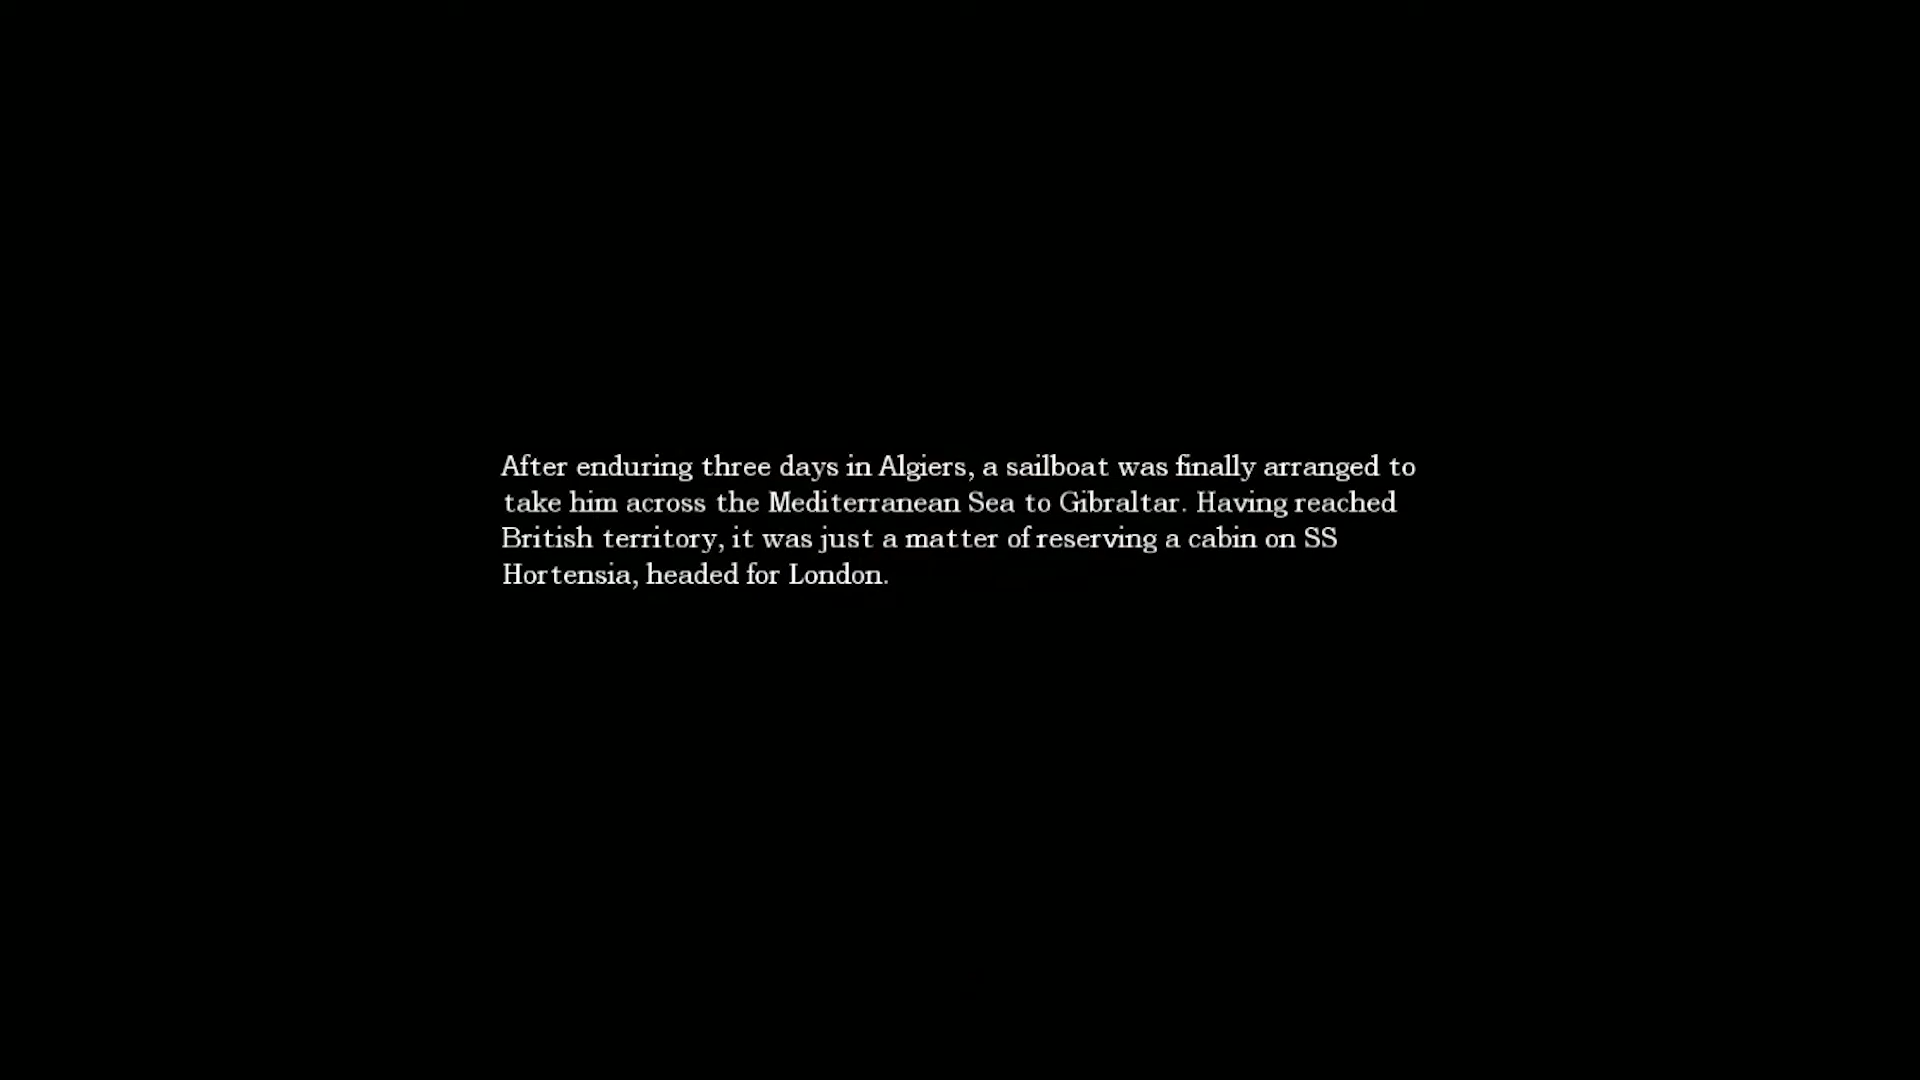 After enduring three days in Algiers, a sailboat was finally arranged to
take him across the Mediterranean Sea to Gibraltar. Having reached
British territory, it was just a matter of reserving a cabin on SS
Hortensia, headed for London.